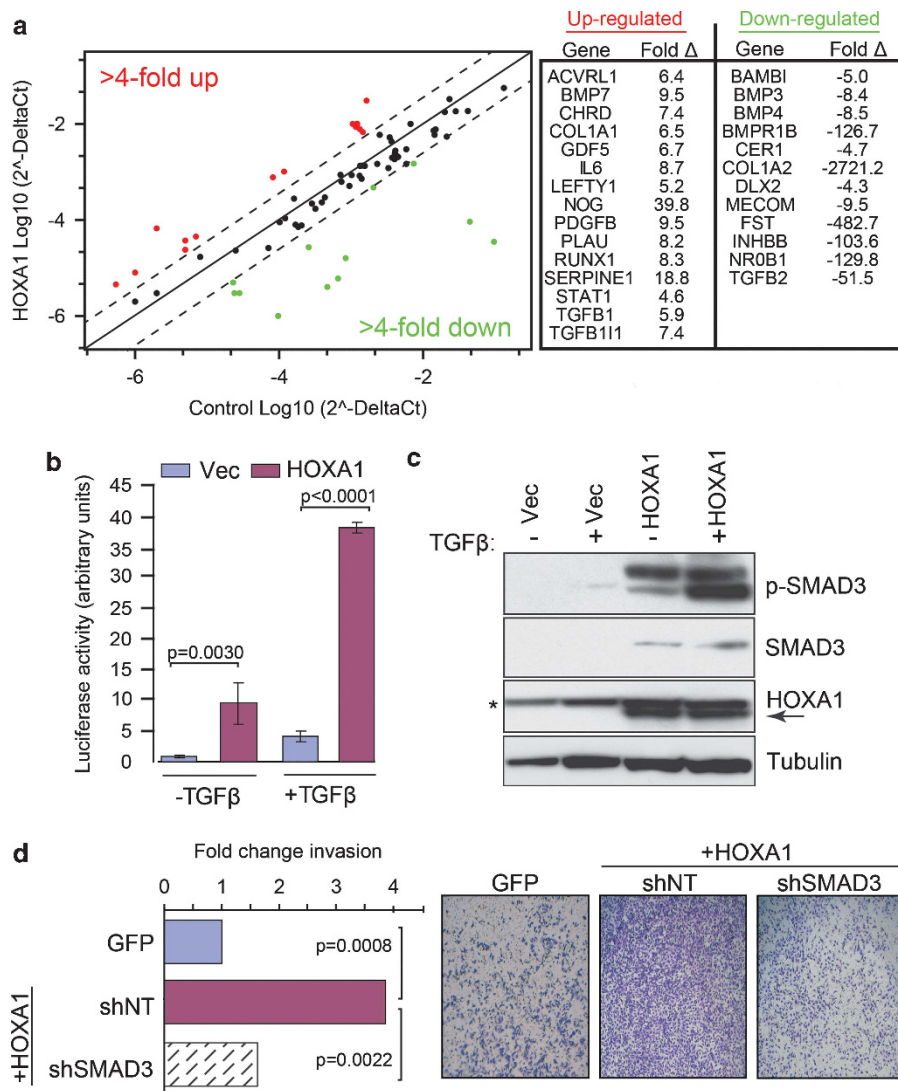 a
>4-fold up
>4-fold down
HOXA1 Log10 (2^-DeltaCt)
-2
-4
-6
-6
-4
-2
Control Log10 (2^-DeltaCt)
Up-regulated
Down-regulated
Gene Fold Δ Gene Fold Δ
ACVRL1 6.4 BAMBI -5.0
BMP7 9.5 BMP3 -8.4
CHRD 7.4 BMP4 -8.5
COL1A1 6.5 BMPR1B -126.7
GDF5 6.7 CER1 -4.7
IL6 8.7 COL1A2 -2721.2
LEFTY1 5.2 DLX2 -4.3
NOG 39.8 MECOM -9.5
PDGFB 9.5 FST -482.7
PLAU 8.2 INHBB -103.6
RUNX1 8.3 NR0B1 -129.8
SERPINE1 18.8 TGFB2 -51.5
STAT1 4.6
TGFB1 5.9
TGFB1I1 7.4
b
Vec HOXA1
Luciferase activity (arbitrary units)
45
40
35
30
25
20
15
10
5
0
p=0.0030
p<0.0001
-TGFβ
+TGFβ
c
TGFβ:
- Vec
+ Vec
- HOXA1
+ HOXA1
p-SMAD3
SMAD3
*
HOXA1
Tubulin
d
Fold change invasion
0 1 2 3 4
GFP
+HOXA1
shNT
shSMAD3
p=0.0008
p=0.0022
+HOXA1
GFP shNT shSMAD3